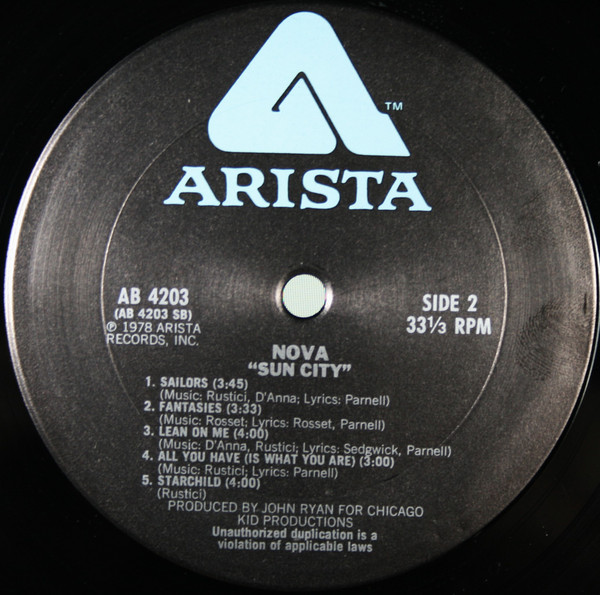 ™
ARISTA
AB 4203
(AB 4203 SB)
℗ 1978 ARISTA
RECORDS, INC.
SIDE 2
33⅓ RPM
NOVA
“SUN CITY”
1. SAILORS (3:45)
(Music: Rustici, D'Anna; Lyrics: Parnell)
2. FANTASIES (3:33)
(Music: Rosset; Lyrics: Rosset, Parnell)
3. LEAN ON ME (4:00)
(Music: D'Anna, Rustici; Lyrics: Sedgwick, Parnell)
4. ALL YOU HAVE (IS WHAT YOU ARE) (3:00)
(Music: Rustici; Lyrics: Parnell)
5. STARCHILD (4:00)
(Rustici)
PRODUCED BY JOHN RYAN FOR CHICAGO
KID PRODUCTIONS
Unauthorized duplication is a
violation of applicable laws